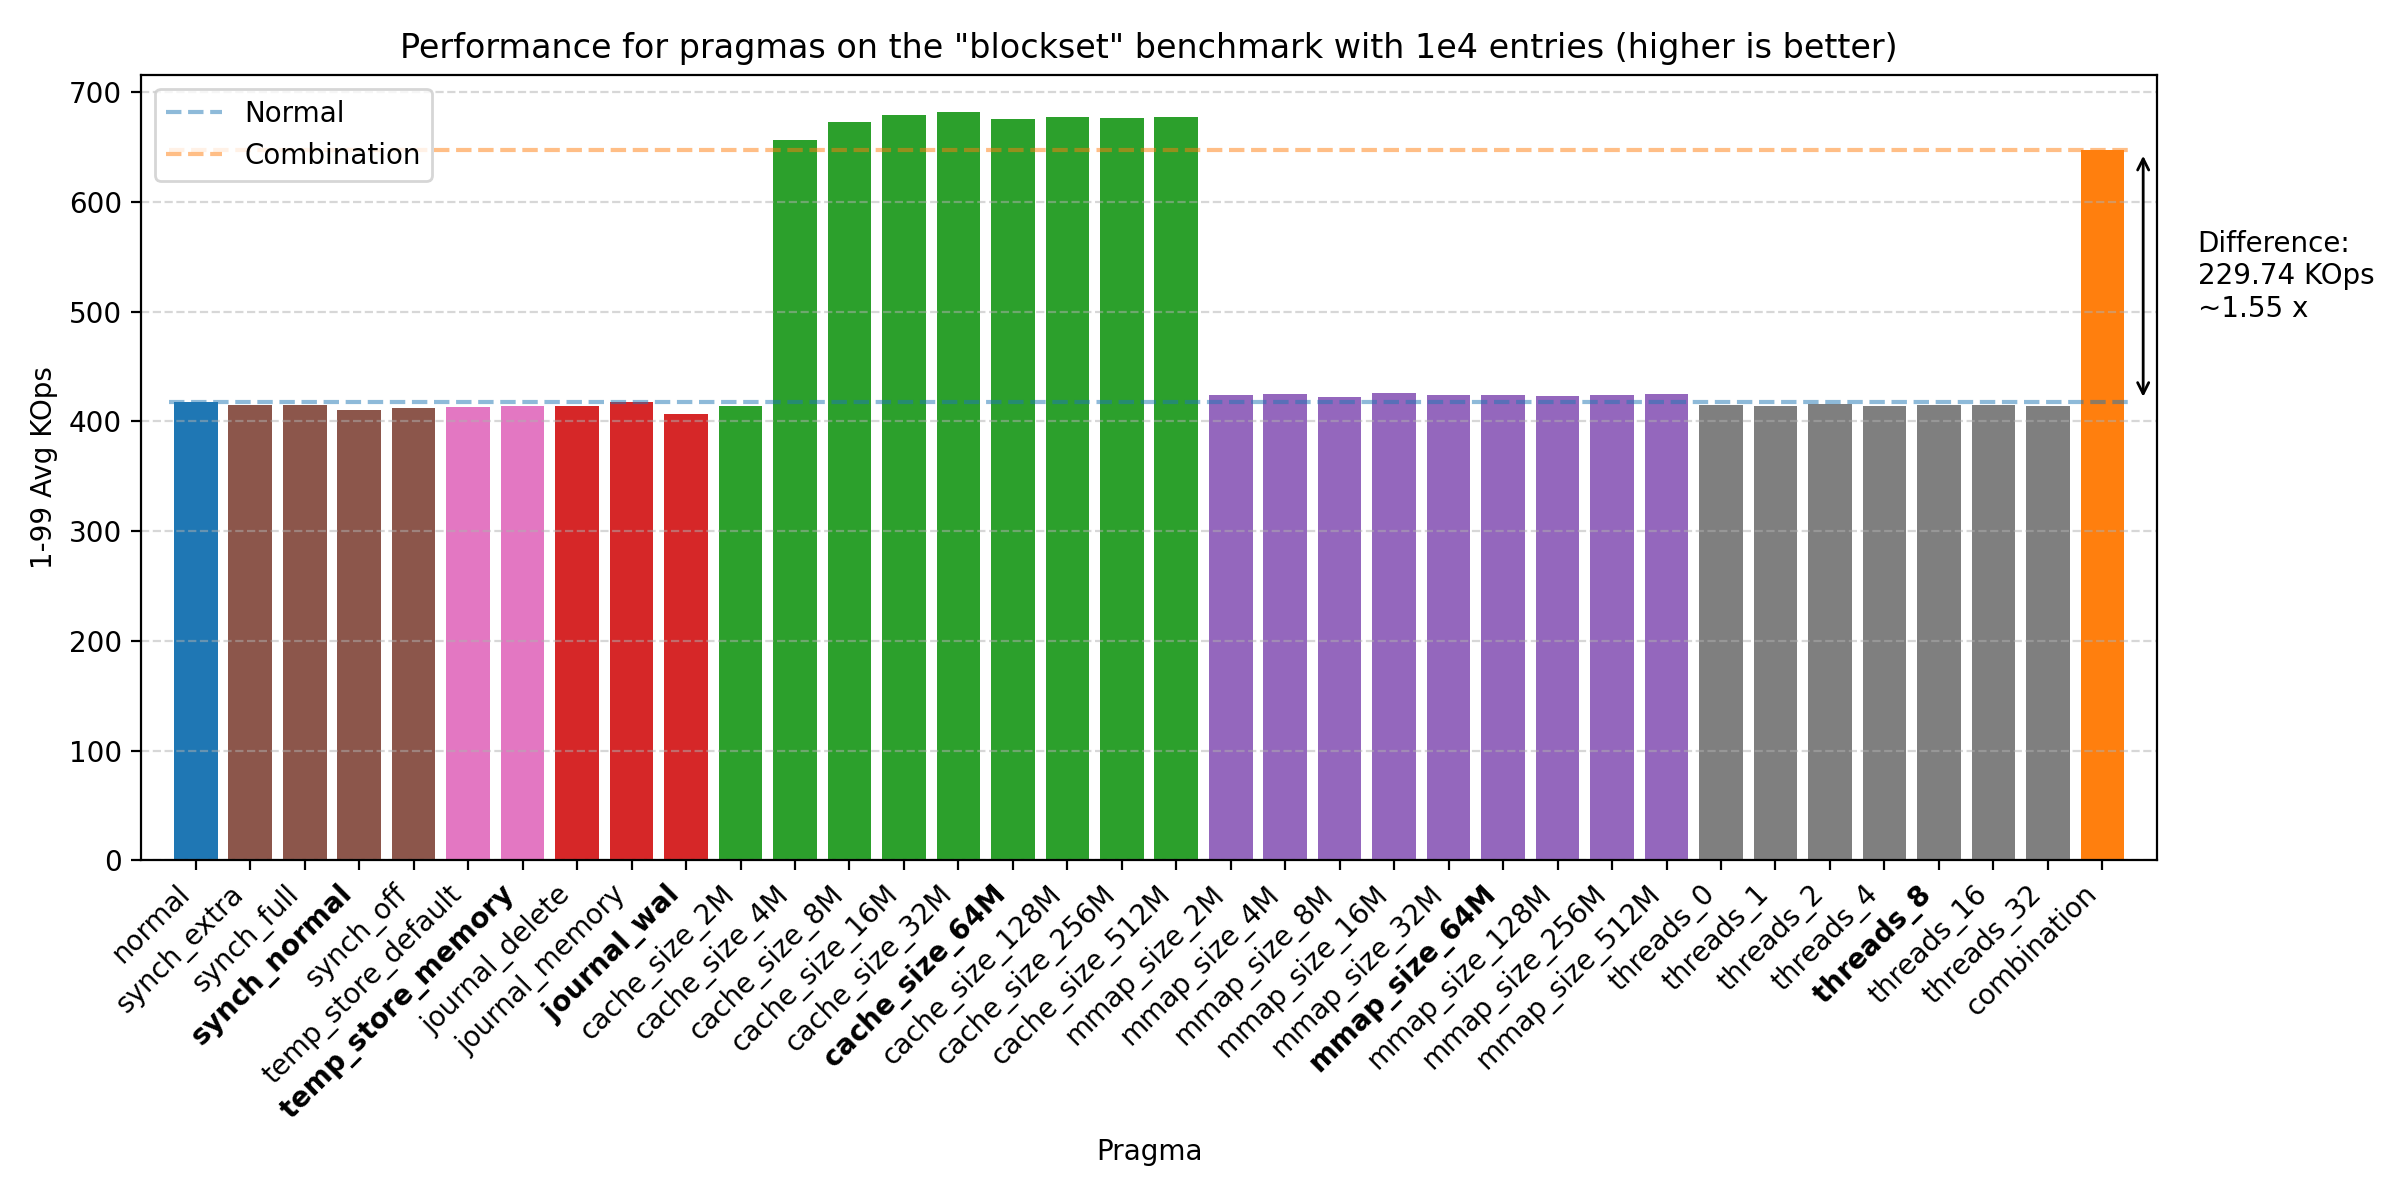 Performance for pragmas on the "blockset" benchmark with 1e4 entries (higher is better)
Normal
Combination
700
600
500
400
300
200
100
0
1-99 Avg KOps
Difference:
229.74 KOps
~1.55 x
normal
synch_extra
synch_full
synch_normal
synch_off
temp_store_default
temp_store_memory
journal_delete
journal_memory
journal_wal
cache_size_2M
cache_size_4M
cache_size_8M
cache_size_16M
cache_size_32M
cache_size_64M
cache_size_128M
cache_size_256M
cache_size_512M
mmap_size_2M
mmap_size_4M
mmap_size_8M
mmap_size_16M
mmap_size_32M
mmap_size_64M
mmap_size_128M
mmap_size_256M
mmap_size_512M
threads_0
threads_1
threads_2
threads_4
threads_8
threads_16
threads_32
combination
Pragma